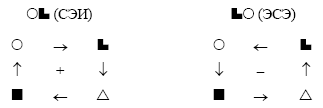 ○▙ (СЭИ)
○ → ▙
↑ + ↓
■ ← △
▙○ (ЭСЭ)
○ ← ▙
↓ – ↑
■ → △